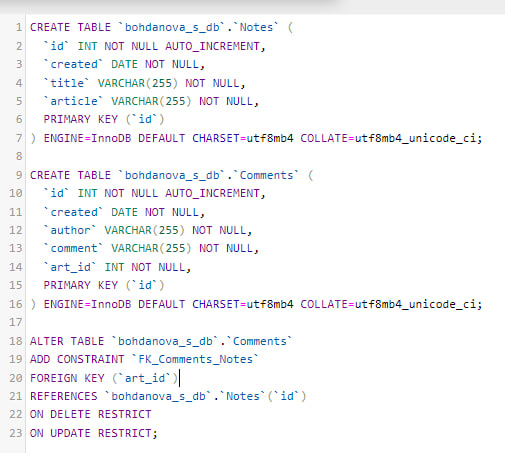 1 CREATE TABLE `bohdanova_s_db`.`Notes` (
2 `id` INT NOT NULL AUTO_INCREMENT,
3 `created` DATE NOT NULL,
4 `title` VARCHAR(255) NOT NULL,
5 `article` VARCHAR(255) NOT NULL,
6 PRIMARY KEY (`id`)
7 ) ENGINE=InnoDB DEFAULT CHARSET=utf8mb4 COLLATE=utf8mb4_unicode_ci;
8
9 CREATE TABLE `bohdanova_s_db`.`Comments` (
10 `id` INT NOT NULL AUTO_INCREMENT,
11 `created` DATE NOT NULL,
12 `author` VARCHAR(255) NOT NULL,
13 `comment` VARCHAR(255) NOT NULL,
14 `art_id` INT NOT NULL,
15 PRIMARY KEY (`id`)
16 ) ENGINE=InnoDB DEFAULT CHARSET=utf8mb4 COLLATE=utf8mb4_unicode_ci;
17
18 ALTER TABLE `bohdanova_s_db`.`Comments`
19 ADD CONSTRAINT `FK_Comments_Notes`
20 FOREIGN KEY (`art_id`)
21 REFERENCES `bohdanova_s_db`.`Notes`(`id`)
22 ON DELETE RESTRICT
23 ON UPDATE RESTRICT;